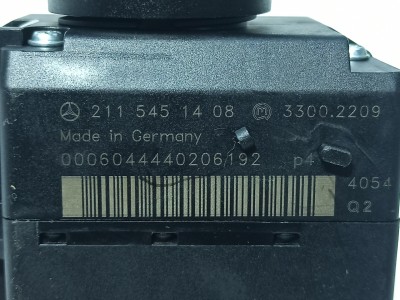 211 545 14 08 3300.2209
Made in Germany
0006044440206192 p4
4054
Q2